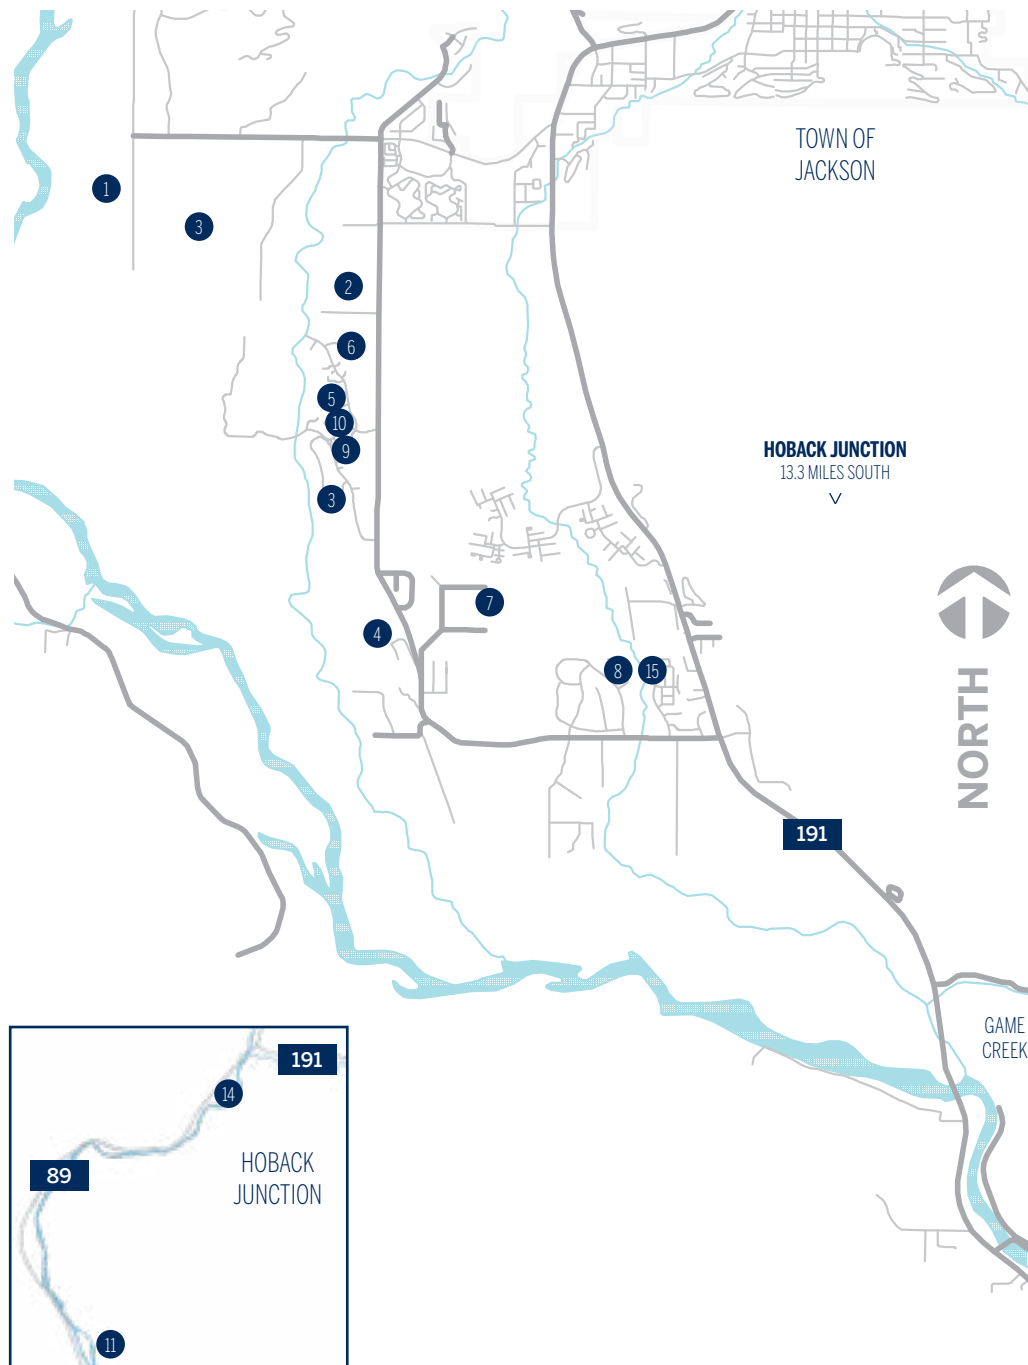 TOWN OF
JACKSON
1
3
2
6
5
10
9
3
HOBACK JUNCTION
13.3 MILES SOUTH
7
4
8
15
NORTH
191
GAME
CREEK
191
14
HOBACK
JUNCTION
89
11